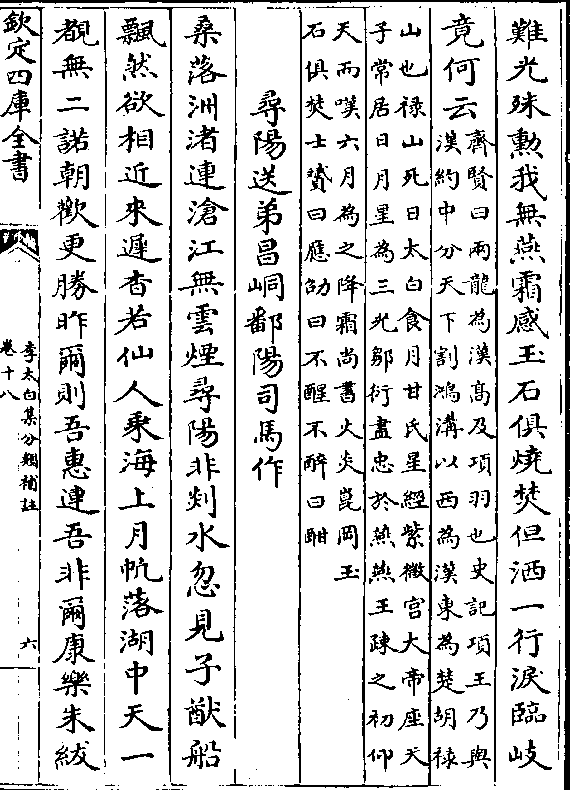 難光殊勳我無燕霜感玉石俱燒焚但洒一行淚臨岐
竟何云齊賢曰兩龍為漢髙及項羽也史記項王乃與
漢約中分天下割鴻溝以西為漢東為楚胡禄
山也禄山死日太白食月甘氏星經紫微宫大帝座天
子常居日月星為三光鄒衍盡忠於燕燕王疎之初仰
天而嘆六月為之降霜尚書火炎崑岡玉
石俱焚士贇曰應劭曰不醒不醉曰酣
尋陽送弟昌峒鄱陽司馬作
桑落洲渚連滄江無雲煙尋陽非剡水忽見子猷船
飄然欲相近來遲杳若仙人乘海上月帆落湖中天一
覩無二諾朝歡更勝昨爾則吾惠連吾非爾康樂朱紱
欽定四庫全書
李太白集分類補註
卷十八
六